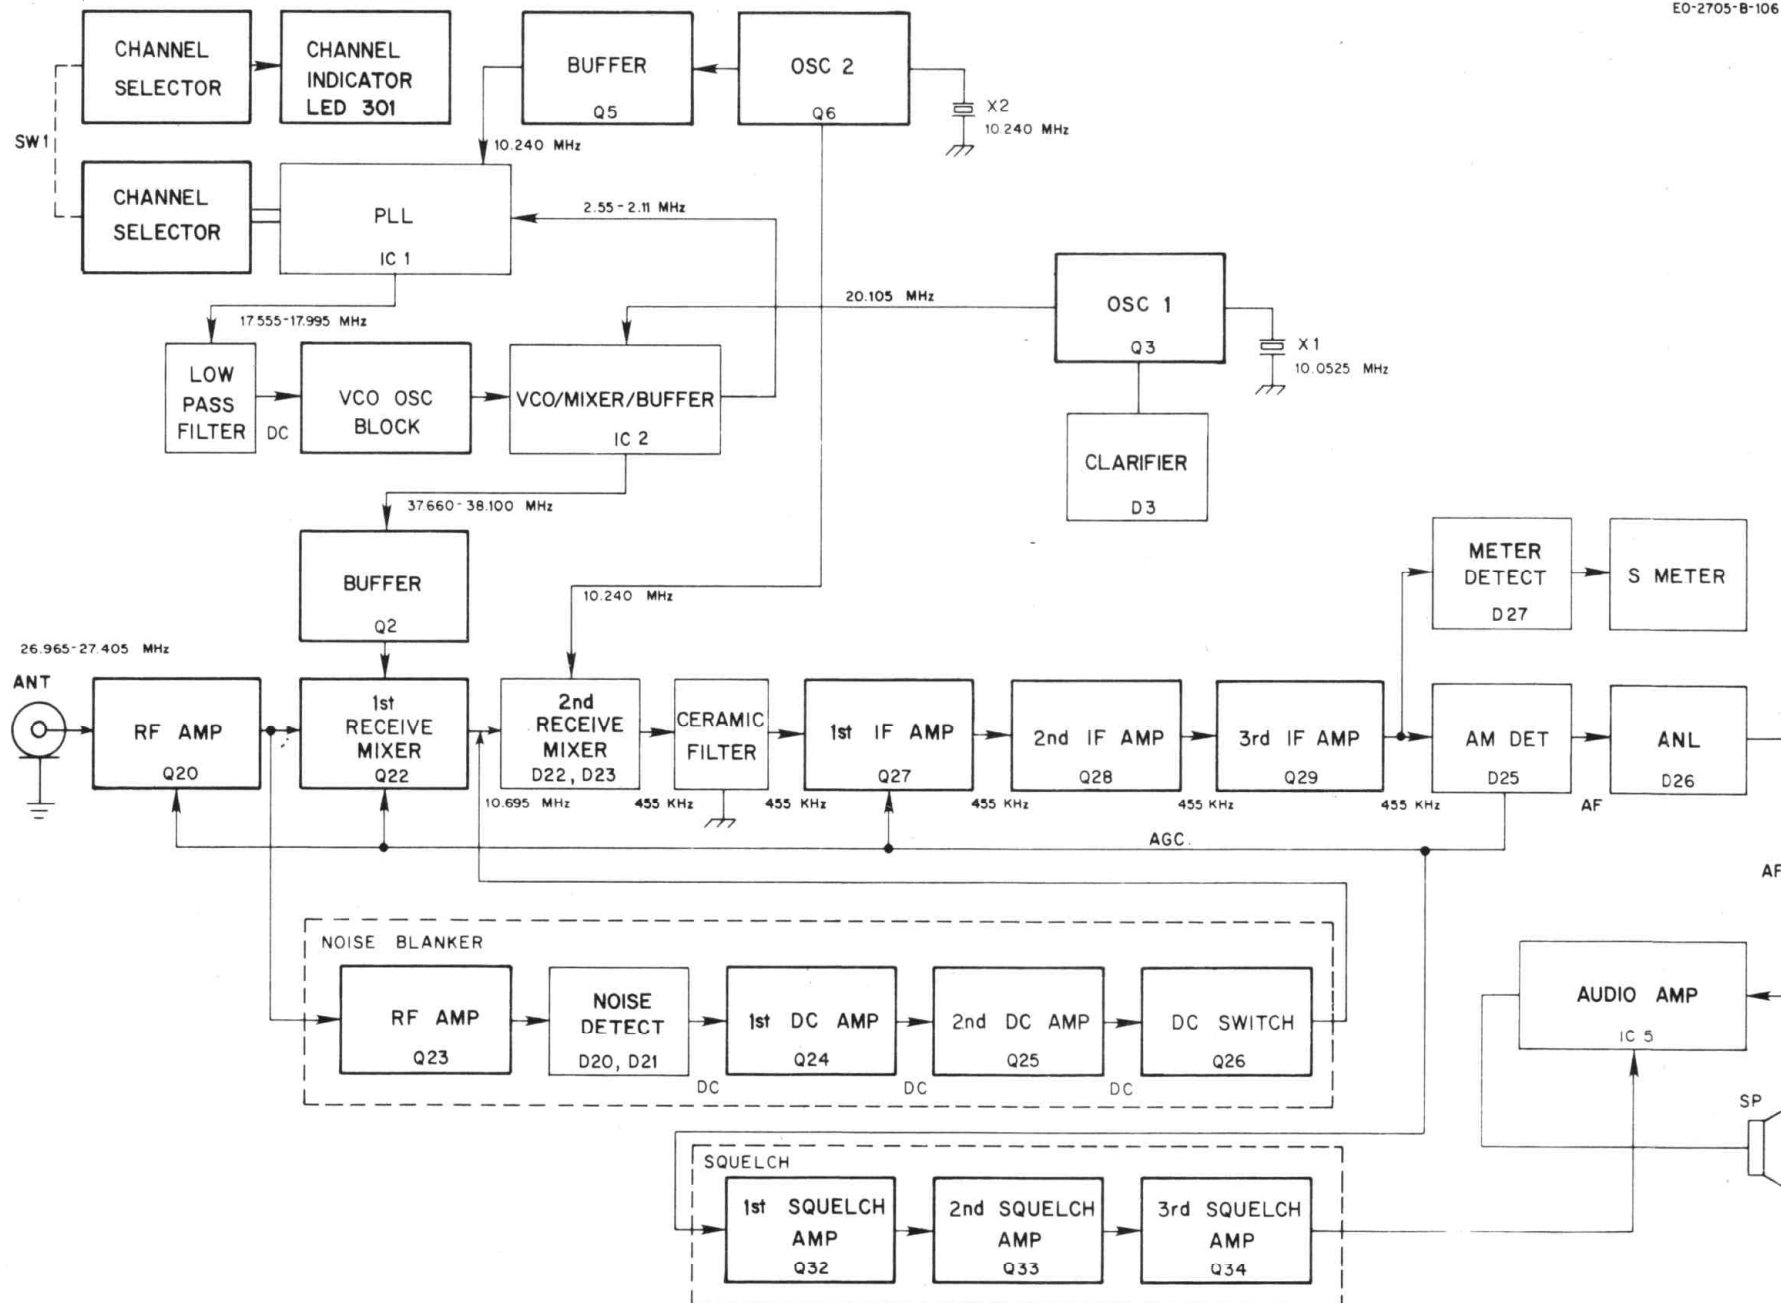 EO-2705-B-106
CHANNEL
SELECTOR
CHANNEL
INDICATOR
LED 301
BUFFER
Q5
OSC 2
Q6
X2
10.240 MHz
SW1
10.240 MHz
CHANNEL
SELECTOR
PLL
IC 1
2.55-2.11 MHz
17.555-17.995 MHz
20.105 MHz
OSC 1
Q3
X1
10.0525 MHz
LOW
PASS
FILTER
DC
VCO OSC
BLOCK
VCO/MIXER/BUFFER
IC 2
CLARIFIER
D3
37.660-38.100 MHz
BUFFER
Q2
10.240 MHz
METER
DETECT
D27
S METER
26.965-27.405 MHz
ANT
RF AMP
Q20
1st
RECEIVE
MIXER
Q22
2nd
RECEIVE
MIXER
D22, D23
CERAMIC
FILTER
1st IF AMP
Q27
2nd IF AMP
Q28
3rd IF AMP
Q29
AM DET
D25
ANL
D26
10.695 MHz
455 KHz
455 KHz
455 KHz
455 KHz
455 KHz
AF
AGC.
AF
NOISE BLANKER
RF AMP
Q23
NOISE
DETECT
D20, D21
DC
1st DC AMP
Q24
DC
2nd DC AMP
Q25
DC
DC SWITCH
Q26
AUDIO AMP
IC 5
SP
SQUELCH
1st SQUELCH
AMP
Q32
2nd SQUELCH
AMP
Q33
3rd SQUELCH
AMP
Q34